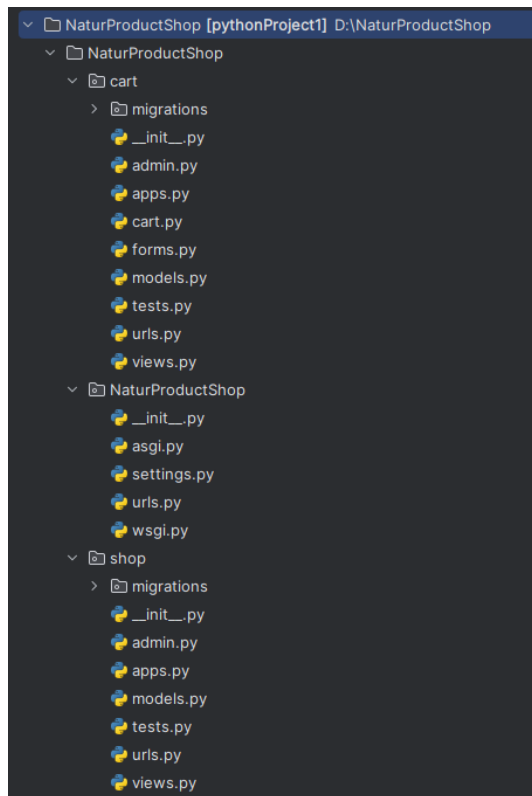 NaturProductShop [pythonProject1] D:\NaturProductShop
NaturProductShop
cart
migrations
__init__.py
admin.py
apps.py
cart.py
forms.py
models.py
tests.py
urls.py
views.py
NaturProductShop
__init__.py
asgi.py
settings.py
urls.py
wsgi.py
shop
migrations
__init__.py
admin.py
apps.py
models.py
tests.py
urls.py
views.py